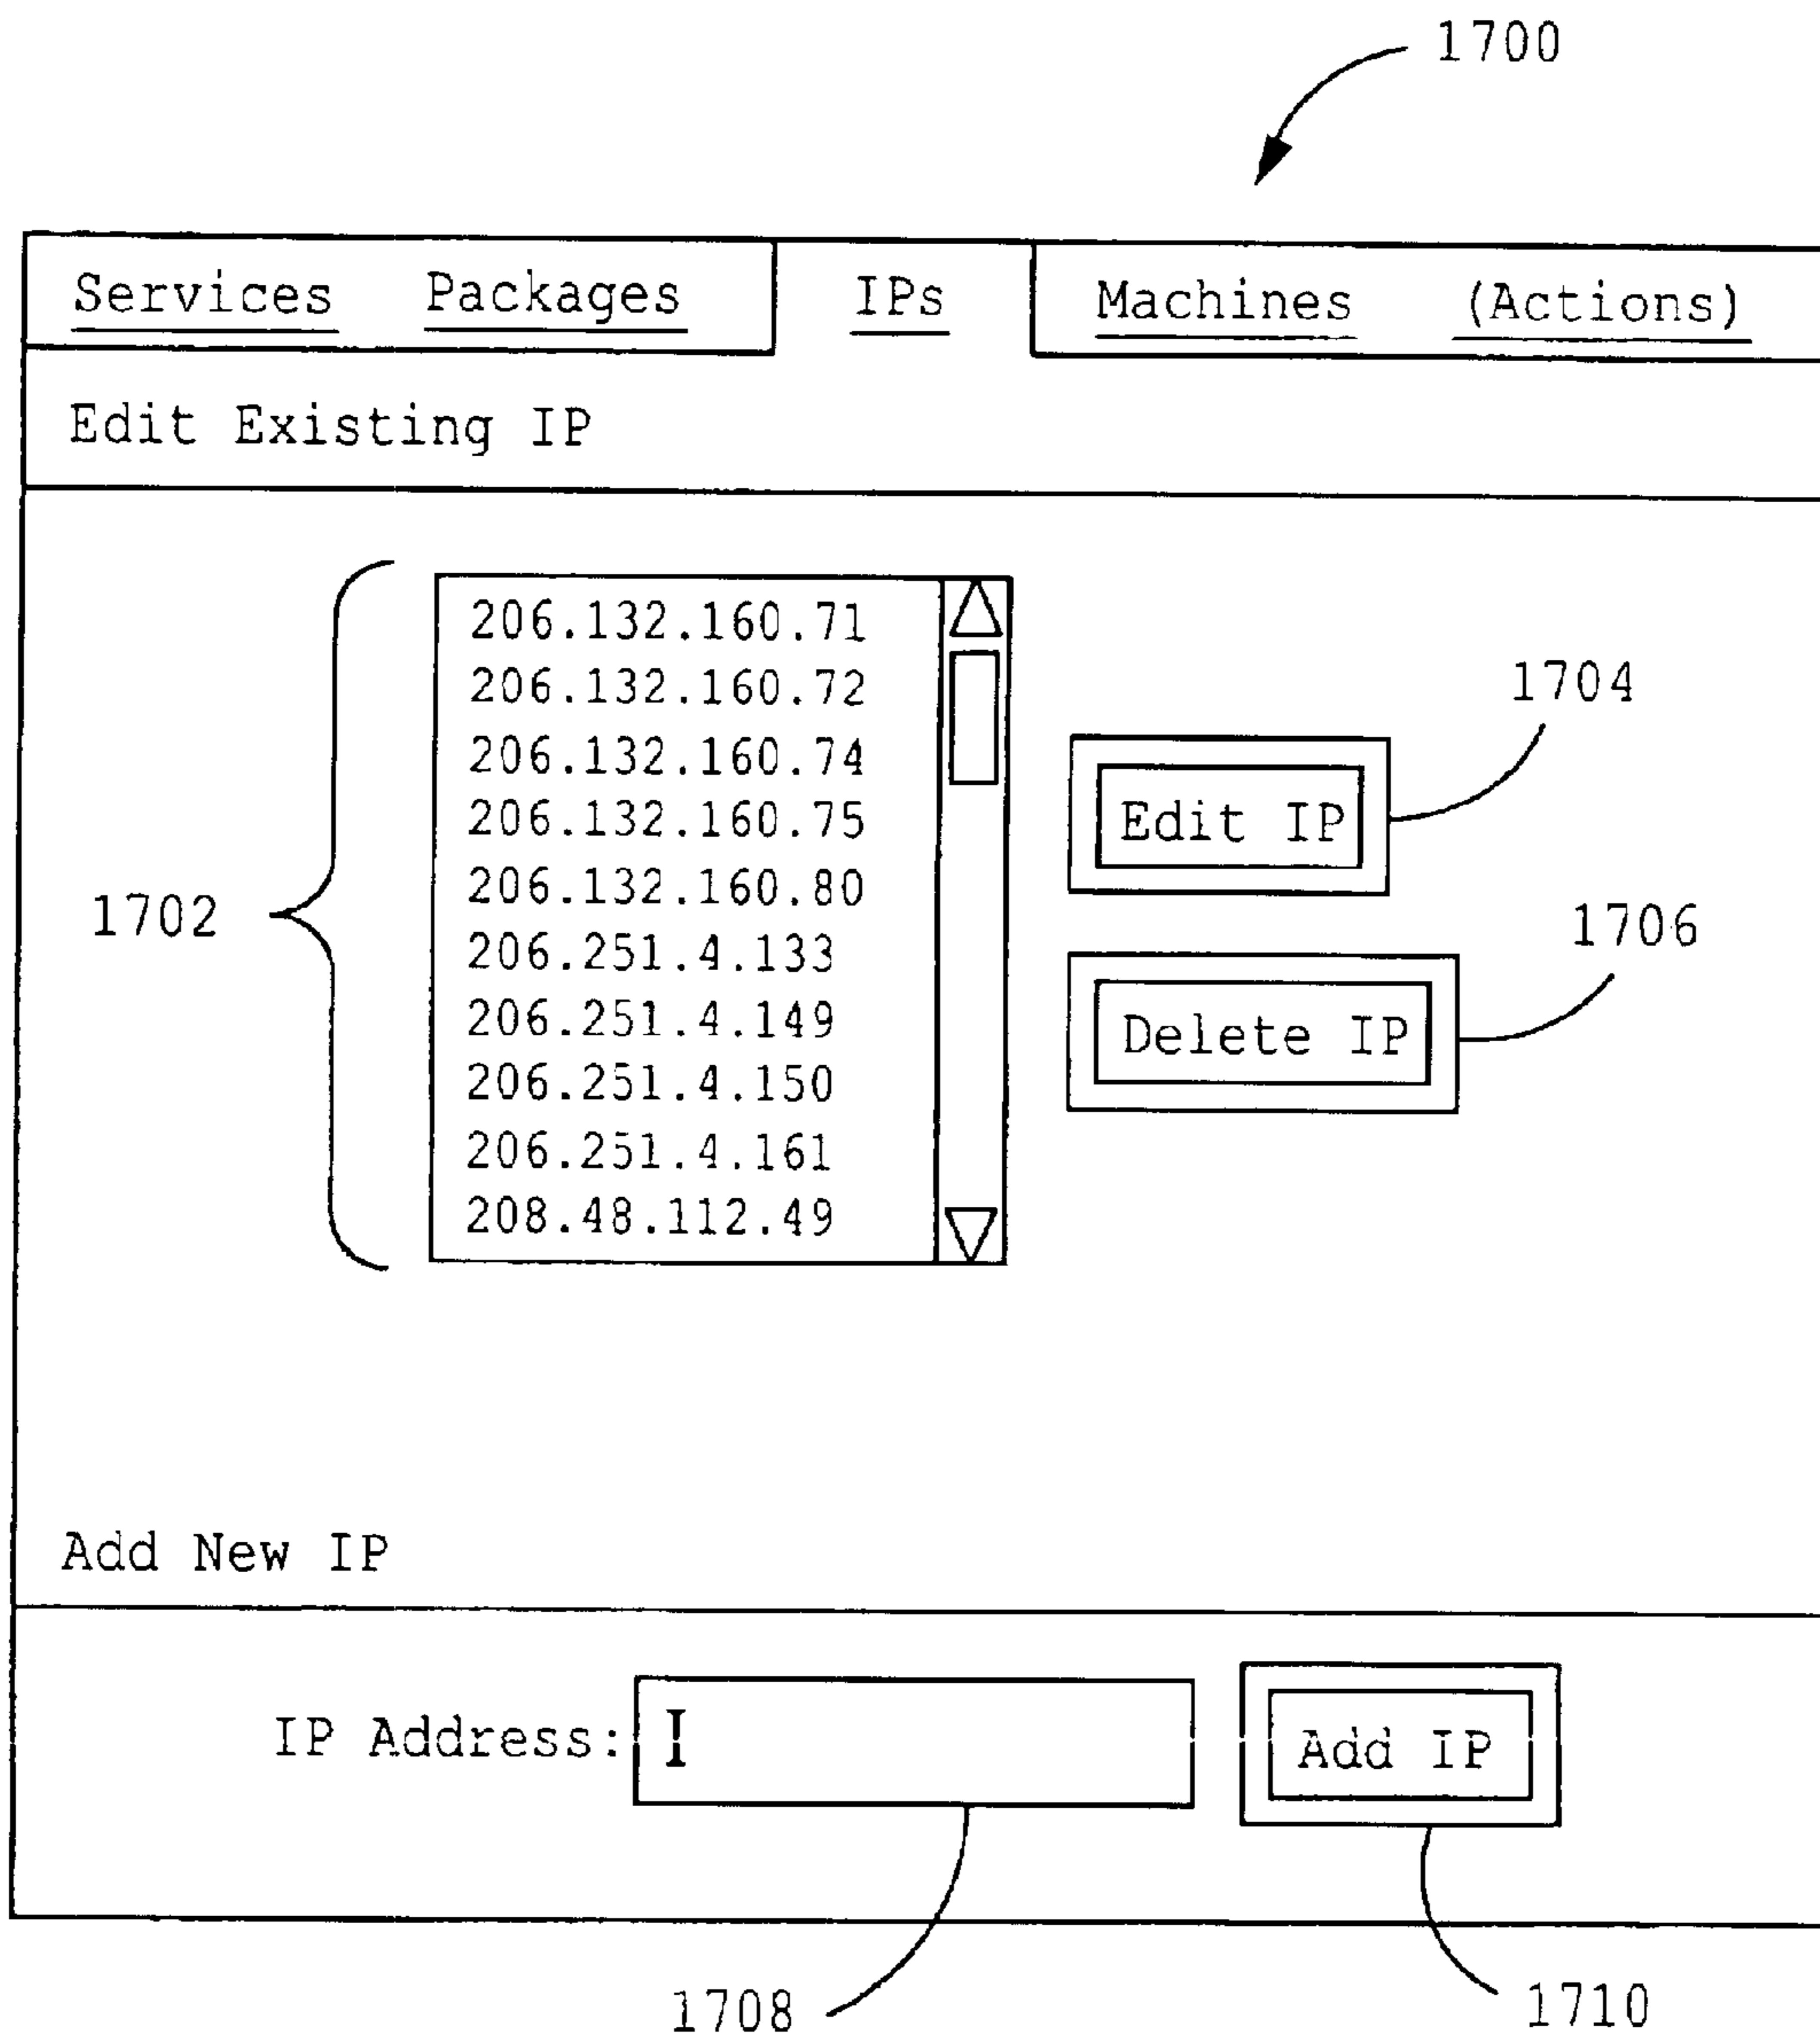 1700
Services Packages IPs Machines (Actions)
Edit Existing IP
206.132.160.71
206.132.160.72
206.132.160.74
206.132.160.75
206.132.160.80
206.251.4.133
206.251.4.149
206.251.4.150
206.251.4.161
208.48.112.49
1702
1704
Edit IP
1706
Delete IP
Add New IP
IP Address:
Add IP
1708
1710